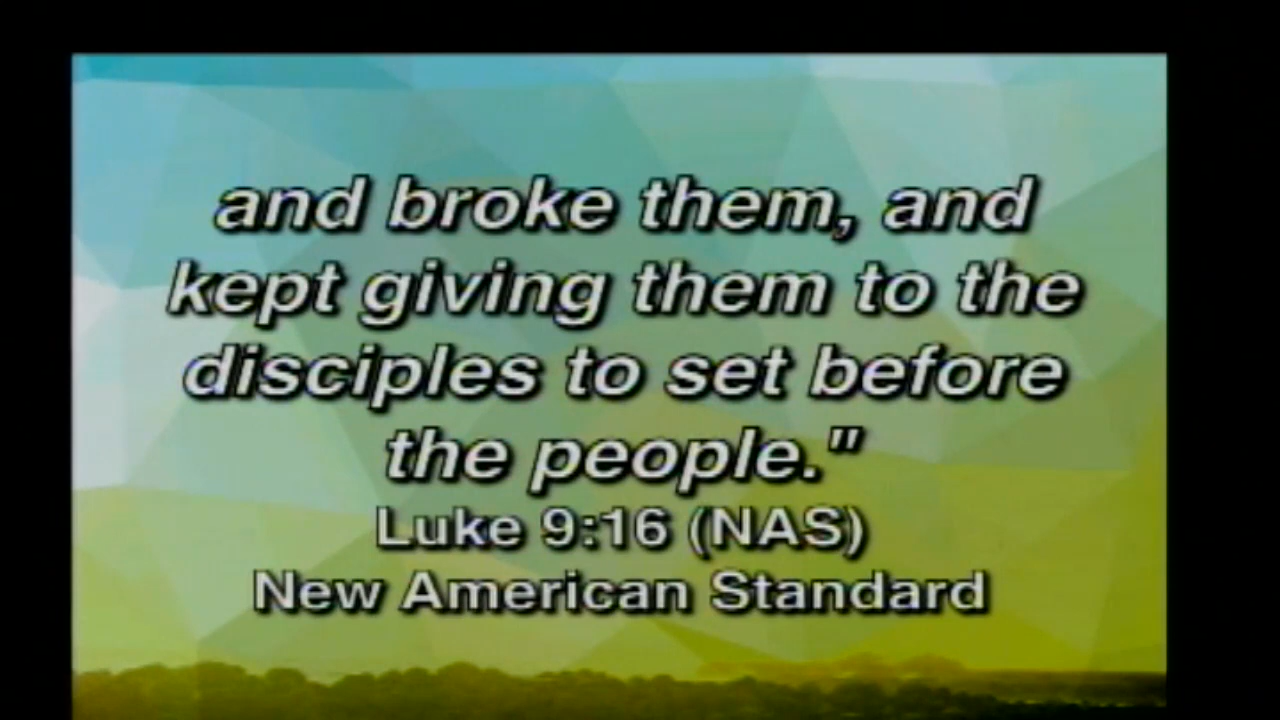 and broke them, and
kept giving them to the
disciples to set before
the people."
Luke 9:16 (NAS)
New American Standard